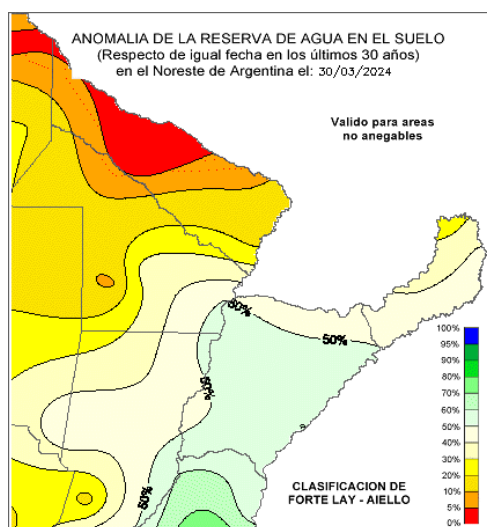 ANOMALIA DE LA RESERVA DE AGUA EN EL SUELO
(Respecto de igual fecha en los últimos 30 años)
en el Noreste de Argentina el: 30/03/2024
Valido para areas
no anegables
50%
50%
50%
50%
100%
95%
90%
80%
70%
60%
50%
40%
30%
20%
10%
5%
0%
CLASIFICACION DE
FORTE LAY - AIELLO